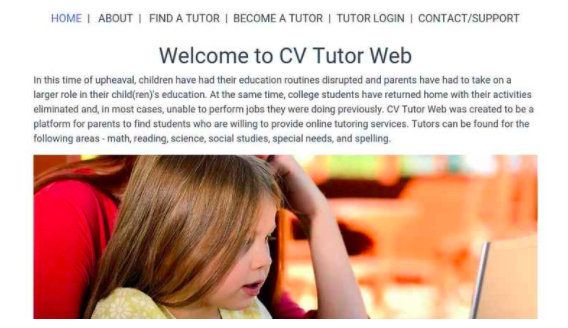 HOME | ABOUT | FIND A TUTOR | BECOME A TUTOR | TUTOR LOGIN | CONTACT/SUPPORT
Welcome to CV Tutor Web
In this time of upheaval, children have had their education routines disrupted and parents have had to take on a
larger role in their child(ren)'s education. At the same time, college students have returned home with their activities
eliminated and, in most cases, unable to perform jobs they were doing previously. CV Tutor Web was created to be a
platform for parents to find students who are willing to provide online tutoring services. Tutors can be found for the
following areas - math, reading, science, social studies, special needs, and spelling.